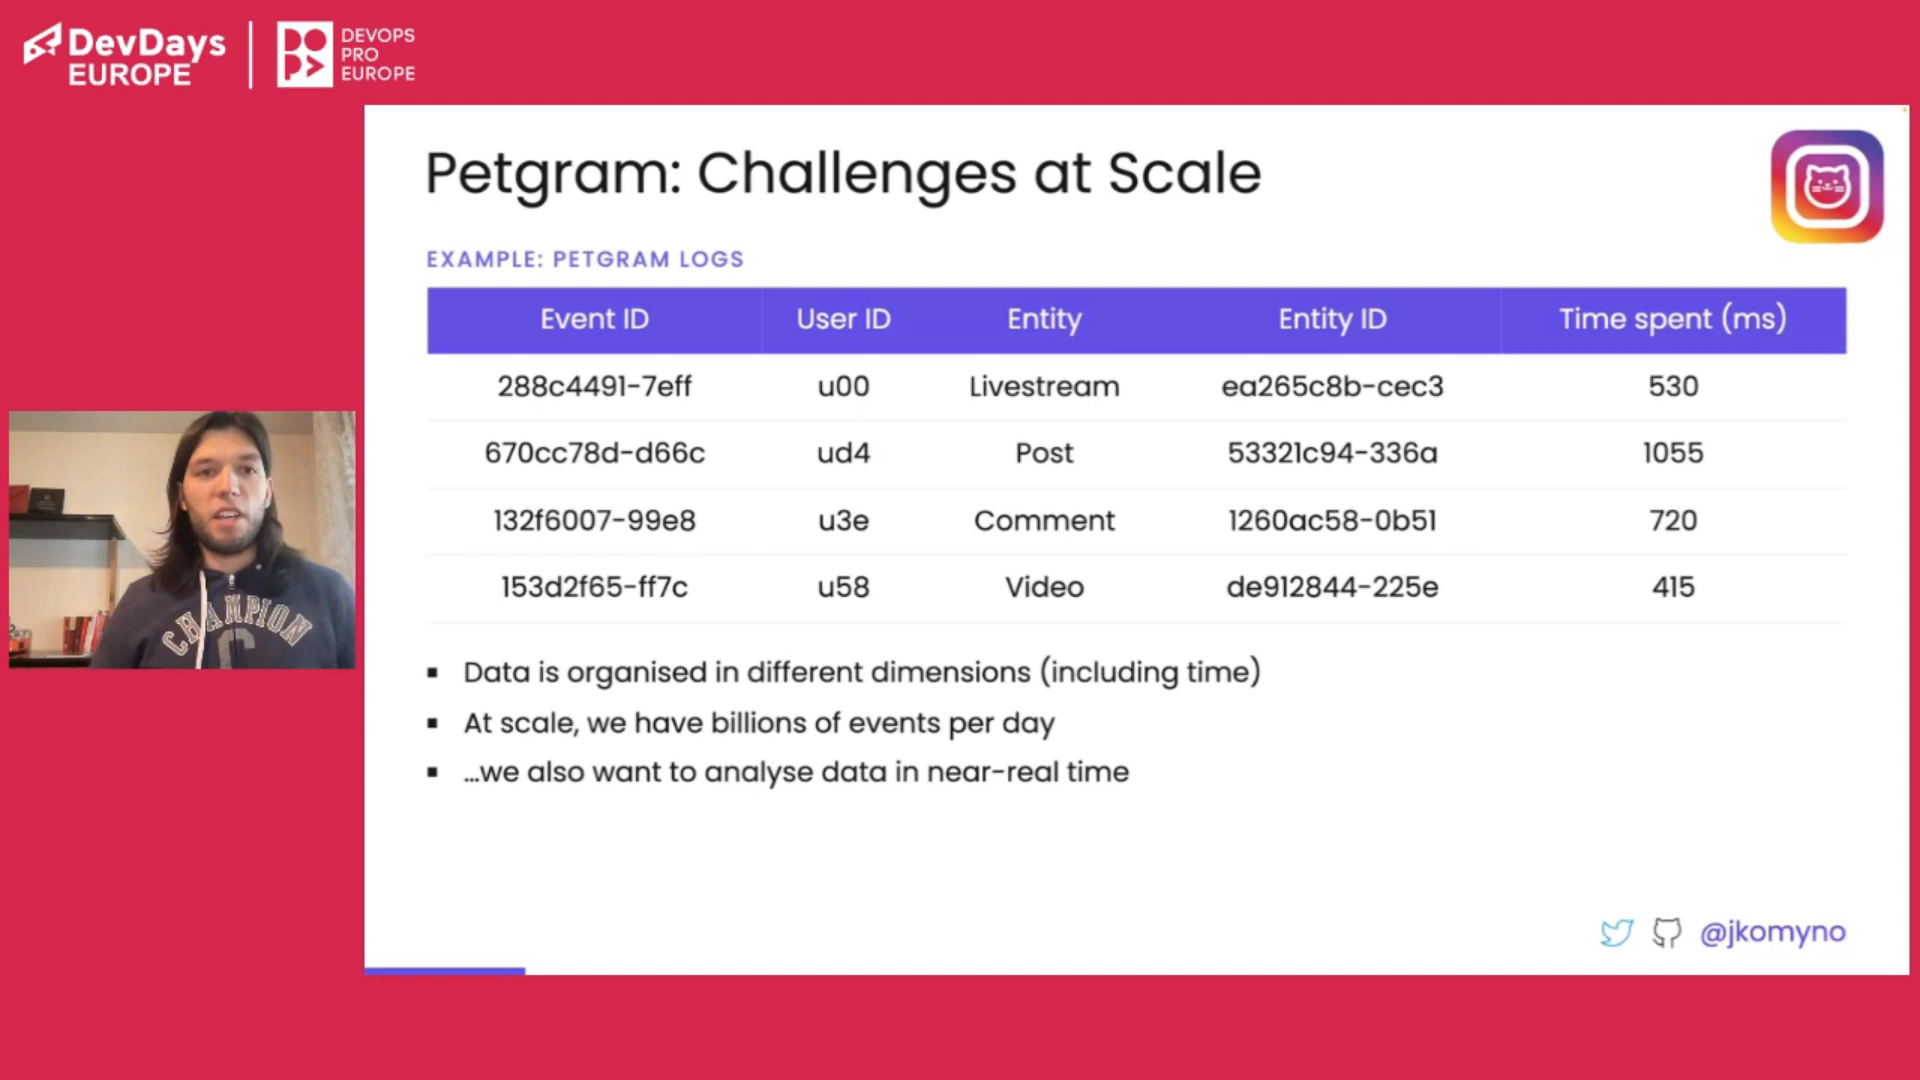 DevDays
EUROPE
DEVOPS
PRO
EUROPE
Petgram: Challenges at Scale
EXAMPLE: PETGRAM LOGS
Event ID User ID Entity Entity ID Time spent (ms)
288c4491-7eff u00 Livestream ea265c8b-cec3 530
670cc78d-d66c ud4 Post 53321c94-336a 1055
132f6007-99e8 u3e Comment 1260ac58-0b51 720
153d2f65-ff7c u58 Video de912844-225e 415
CHAMPION
C
▪ Data is organised in different dimensions (including time)
▪ At scale, we have billions of events per day
▪ …we also want to analyse data in near-real time
@jkomyno